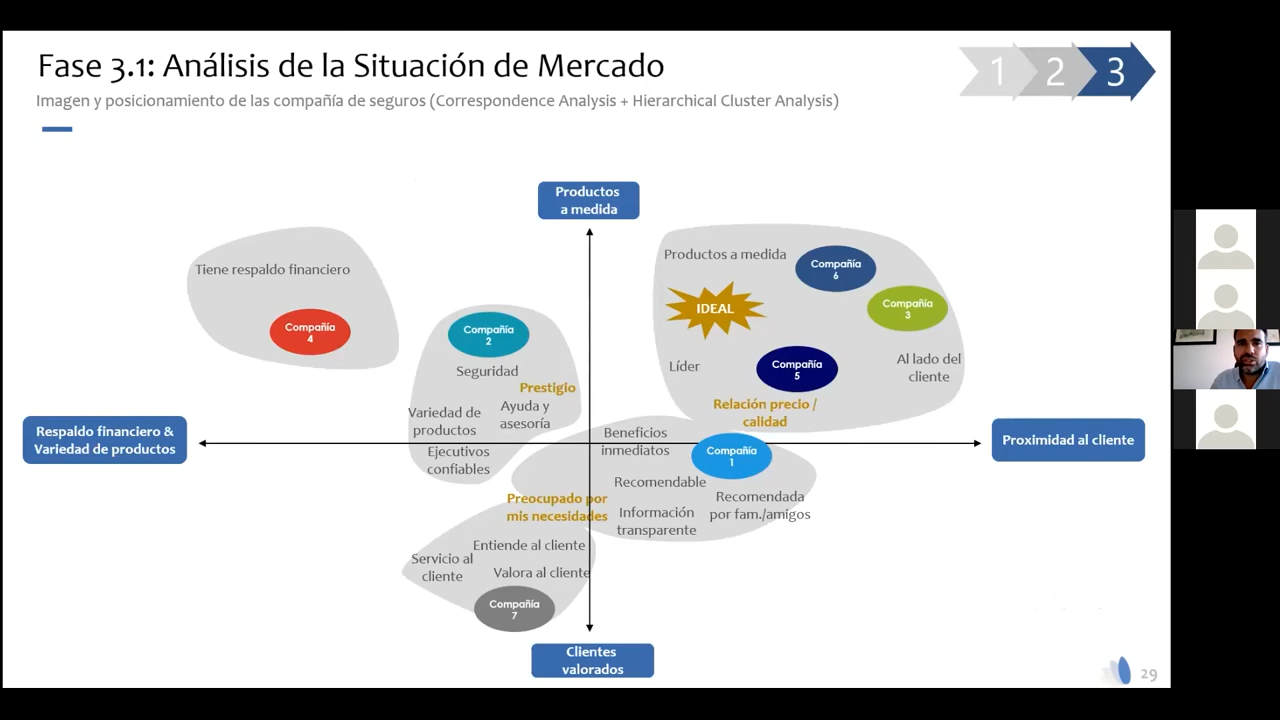 Fase 3.1: Análisis de la Situación de Mercado
1 2 3
Imagen y posicionamiento de las compañía de seguros (Correspondence Analysis + Hierarchical Cluster Analysis)
Productos
a medida
Tiene respaldo financiero
Compañía
4
Compañía
2
Seguridad
Prestigio
Variedad de
productos
Ayuda y
asesoría
Ejecutivos
confiables
Productos a medida
Compañía
6
IDEAL
Compañía
3
Líder
Compañía
5
Al lado del
cliente
Relación precio /
calidad
Respaldo financiero &
Variedad de productos
Proximidad al cliente
Beneficios
inmediatos
Compañía
1
Recomendable
Recomendada
por fam./amigos
Información
transparente
Preocupado por
mis necesidades
Entiende al cliente
Servicio al
cliente
Valora al cliente
Compañía
7
Clientes
valorados
29